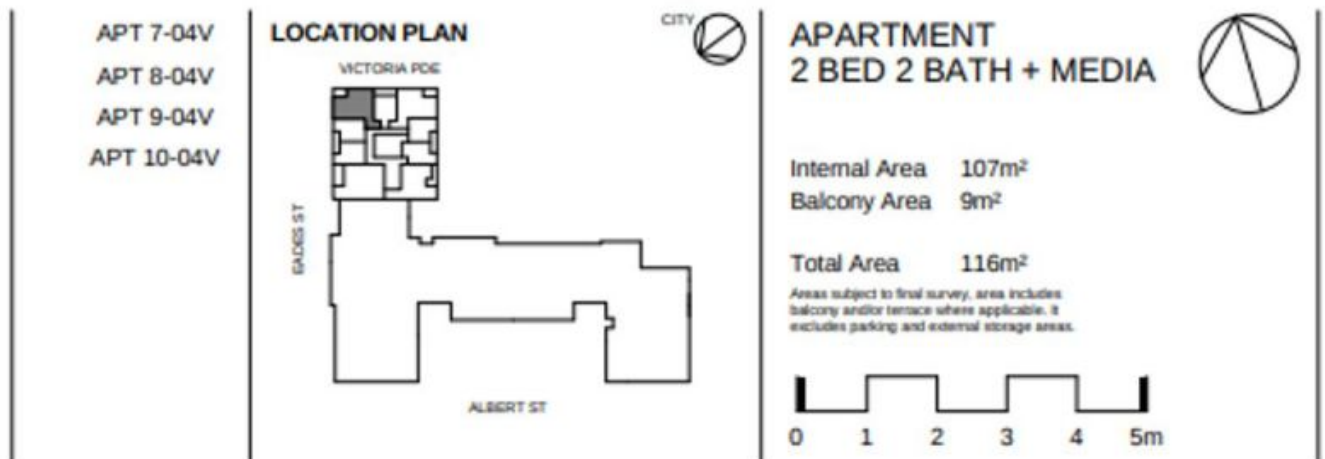 APT 7-04V
APT 8-04V
APT 9-04V
APT 10-04V
LOCATION PLAN
CITY
VICTORIA PDE
EADES ST
ALBERT ST
APARTMENT
2 BED 2 BATH + MEDIA
Internal Area 107m²
Balcony Area 9m²
Total Area 116m²
Areas subject to final survey, area includes
balcony and/or terrace where applicable. It
excludes parking and external storage areas.
0 1 2 3 4 5m